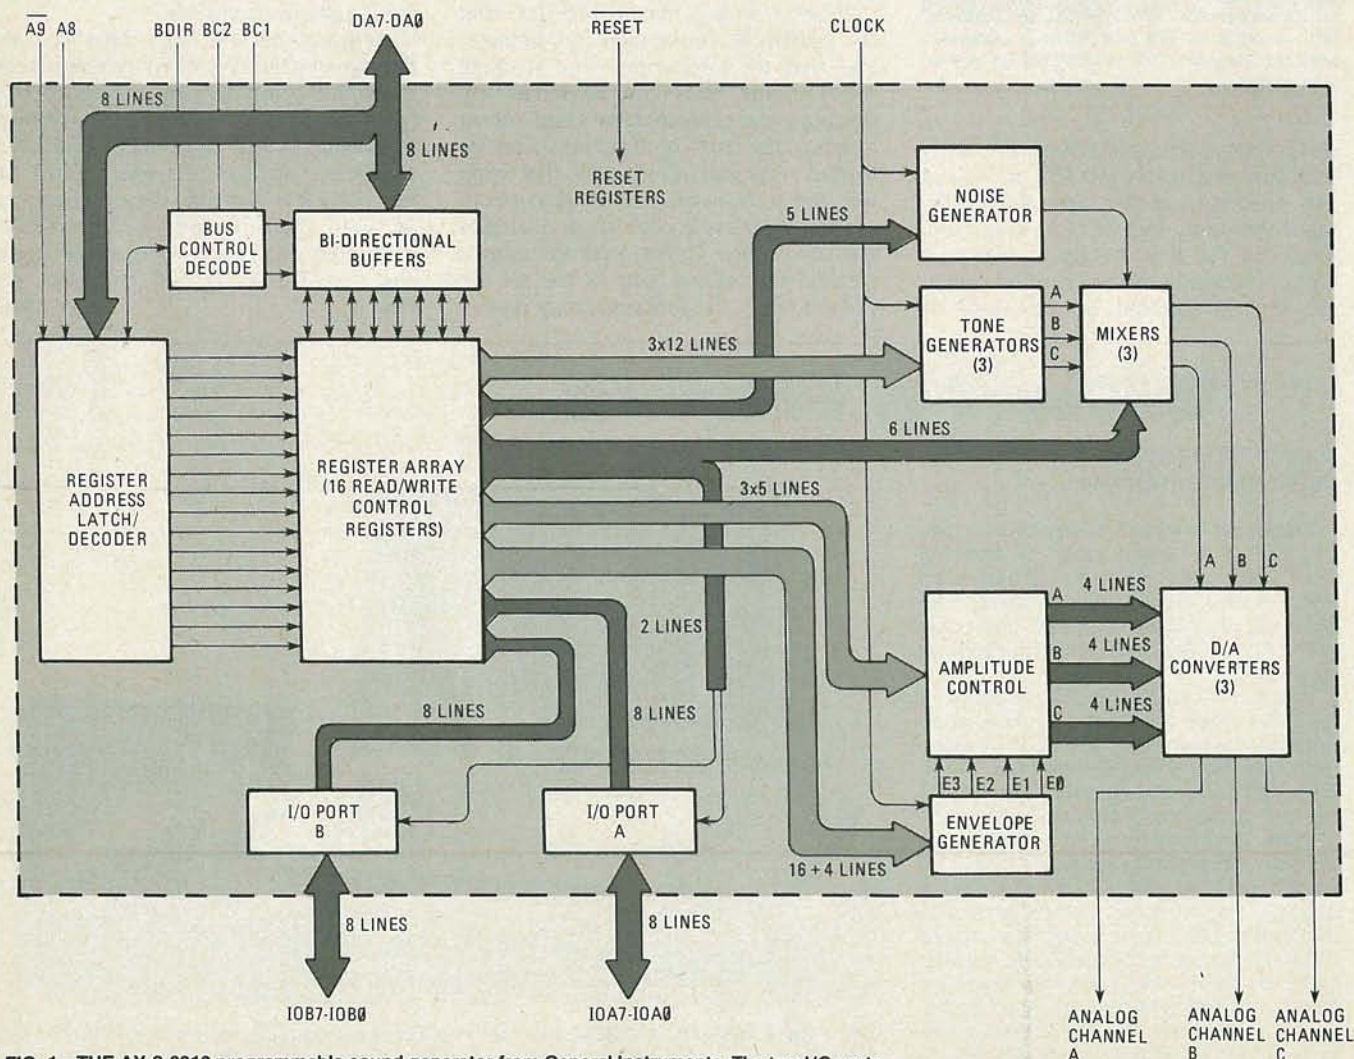 A9 A8 BDIR BC2 BC1 DA7-DA0 RESET CLOCK
8 LINES
8 LINES
RESET
REGISTERS
BUS
CONTROL
DECODE
BI-DIRECTIONAL
BUFFERS
5 LINES
NOISE
GENERATOR
3x12 LINES
TONE
GENERATORS
(3)
A
B
C
MIXERS
(3)
6 LINES
REGISTER
ADDRESS
LATCH/
DECODER
REGISTER ARRAY
(16 READ/WRITE
CONTROL
REGISTERS)
3x5 LINES
A B C
2 LINES
AMPLITUDE
CONTROL
A
B
C
4 LINES
4 LINES
4 LINES
D/A
CONVERTERS
(3)
8 LINES
8 LINES
E3 E2 E1 E0
I/O PORT
B
I/O PORT
A
ENVELOPE
GENERATOR
16+4 LINES
8 LINES
8 LINES
IOB7-IOB0
IOA7-IOA0
ANALOG
CHANNEL
A
ANALOG
CHANNEL
B
ANALOG
CHANNEL
C